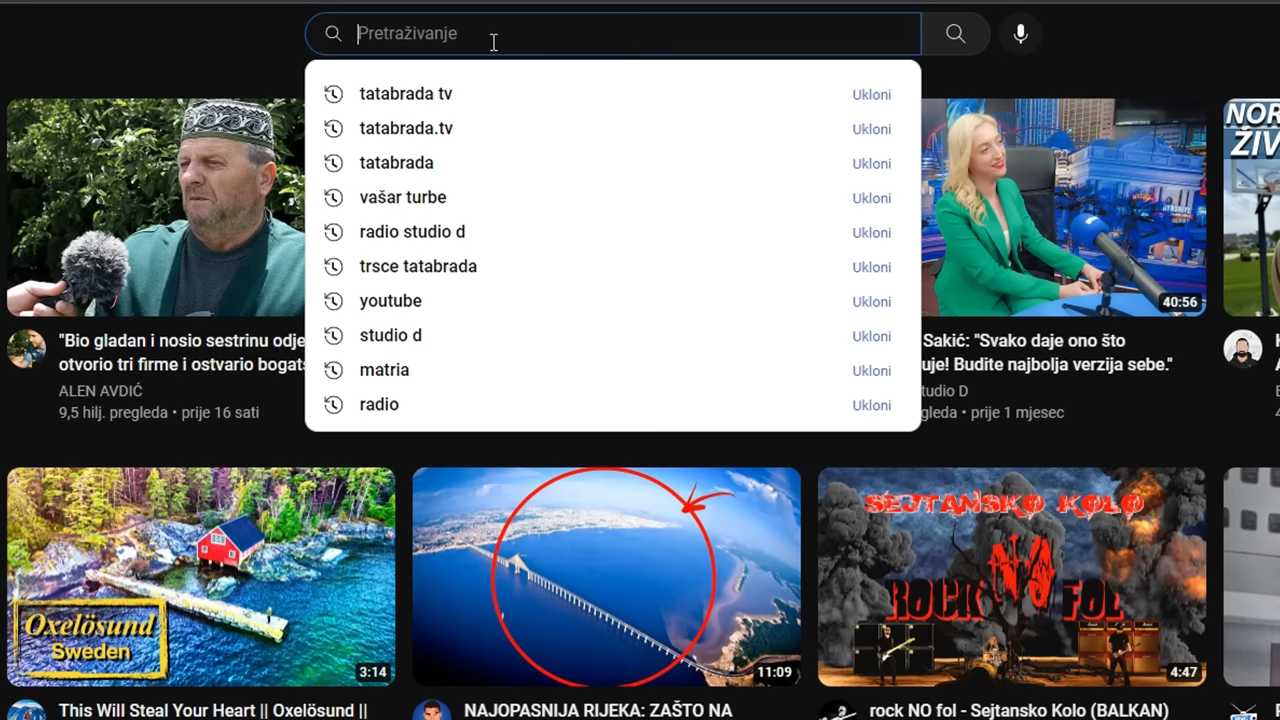 Pretraživanje
tatabrada tv
Ukloni
tatabrada.tv
Ukloni
tatabrada
Ukloni
vašar turbe
Ukloni
radio studio d
Ukloni
trsce tatabrada
Ukloni
youtube
Ukloni
studio d
Ukloni
matria
Ukloni
radio
Ukloni
NOR
ŽIV
40:56
"Bio gladan i nosio sestrinu odje
otvorio tri firme i ostvario bogats
ALEN AVDIĆ
9,5 hilj. pregleda • prije 16 sati
Sakić: "Svako daje ono što
uje! Budite najbolja verzija sebe."
tudio D
gleda • prije 1 mjesec
Oxelösund
Sweden
3:14
11:09
SEJTANSKO KOLO
ROCK NO FOL
4:47
This Will Steal Your Heart || Oxelösund ||
NAJOPASNIJA RIJEKA: ZAŠTO NA
rock NO fol - Sejtansko Kolo (BALKAN)